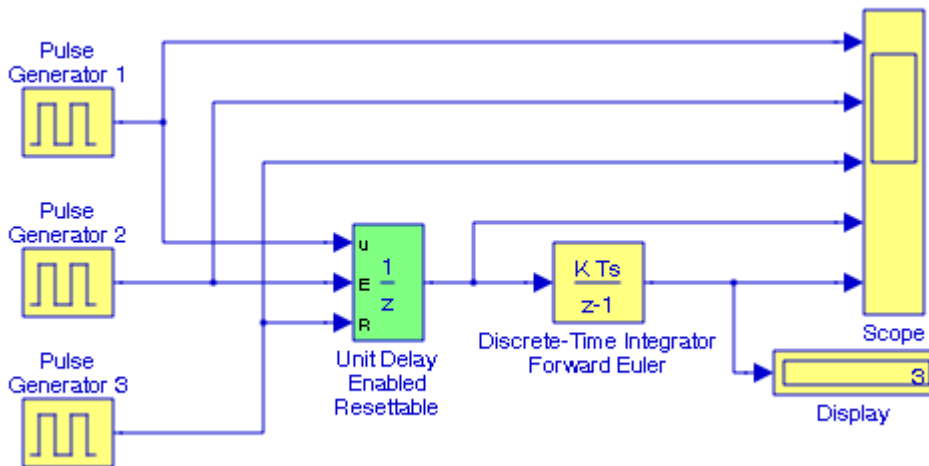 Pulse
Generator 1
Pulse
Generator 2
Pulse
Generator 3
u
E
R
1
z
Unit Delay
Enabled
Resettable
K Ts
z-1
Discrete-Time Integrator
Forward Euler
Scope
3
Display